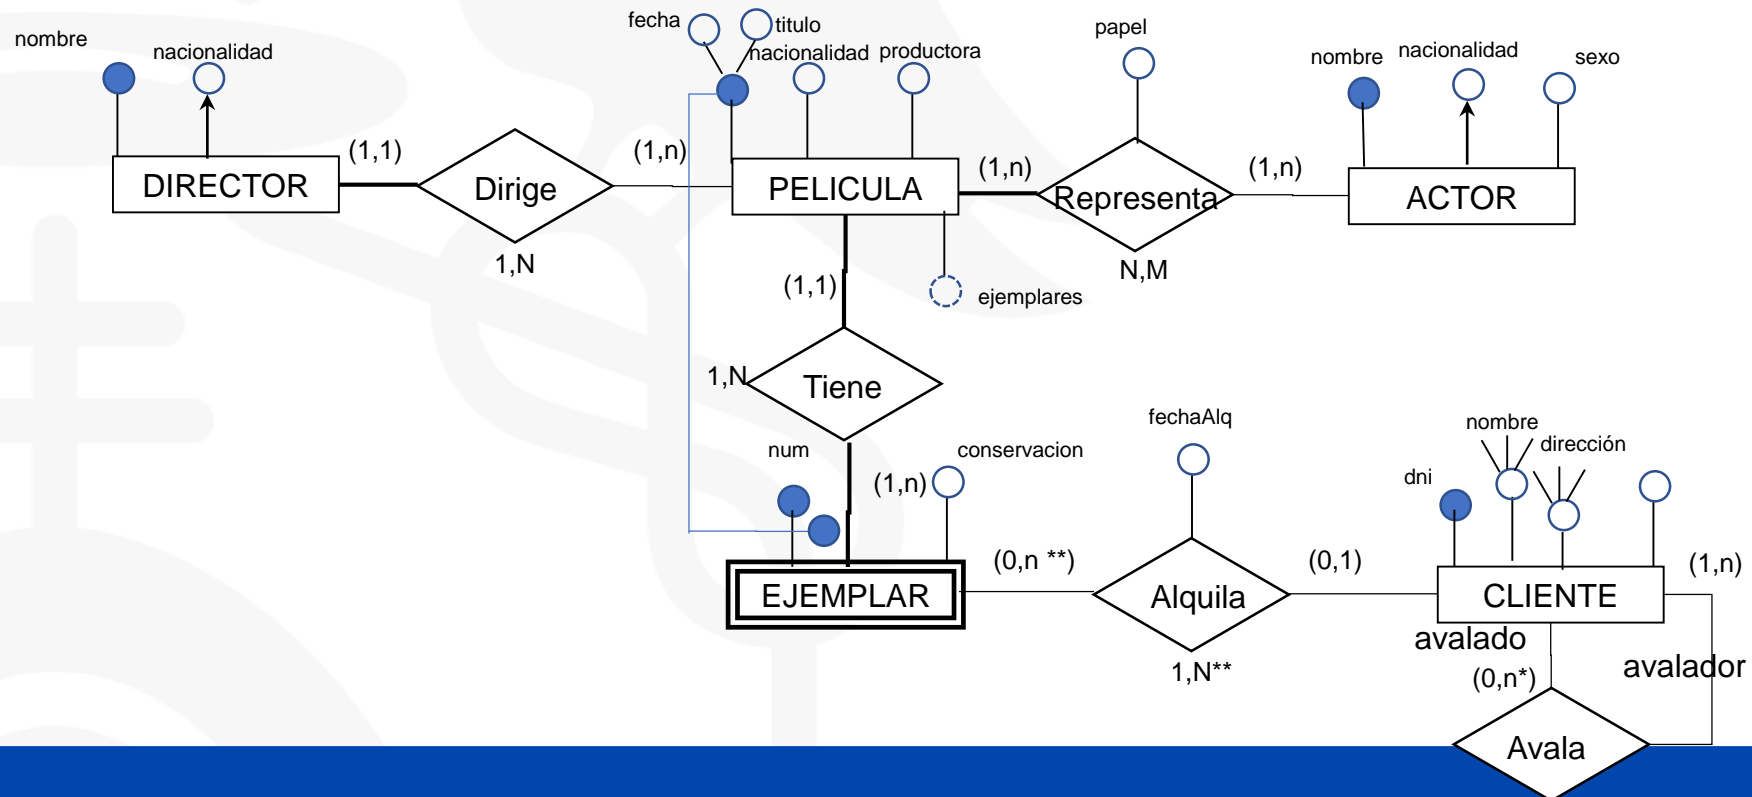 fecha
titulo
papel
nombre
nacionalidad
nacionalidad
productora
nombre
nacionalidad
sexo
(1,1)
(1,n)
(1,n)
(1,n)
DIRECTOR
Dirige
PELICULA
Representa
ACTOR
1,N
N,M
(1,1)
ejemplares
1,N
Tiene
fechaAlq
nombre
dirección
num
conservacion
dni
(1,n)
(0,n **)
(0,1)
(1,n)
EJEMPLAR
Alquila
CLIENTE
avalado
1,N**
avalador
(0,n*)
Avala